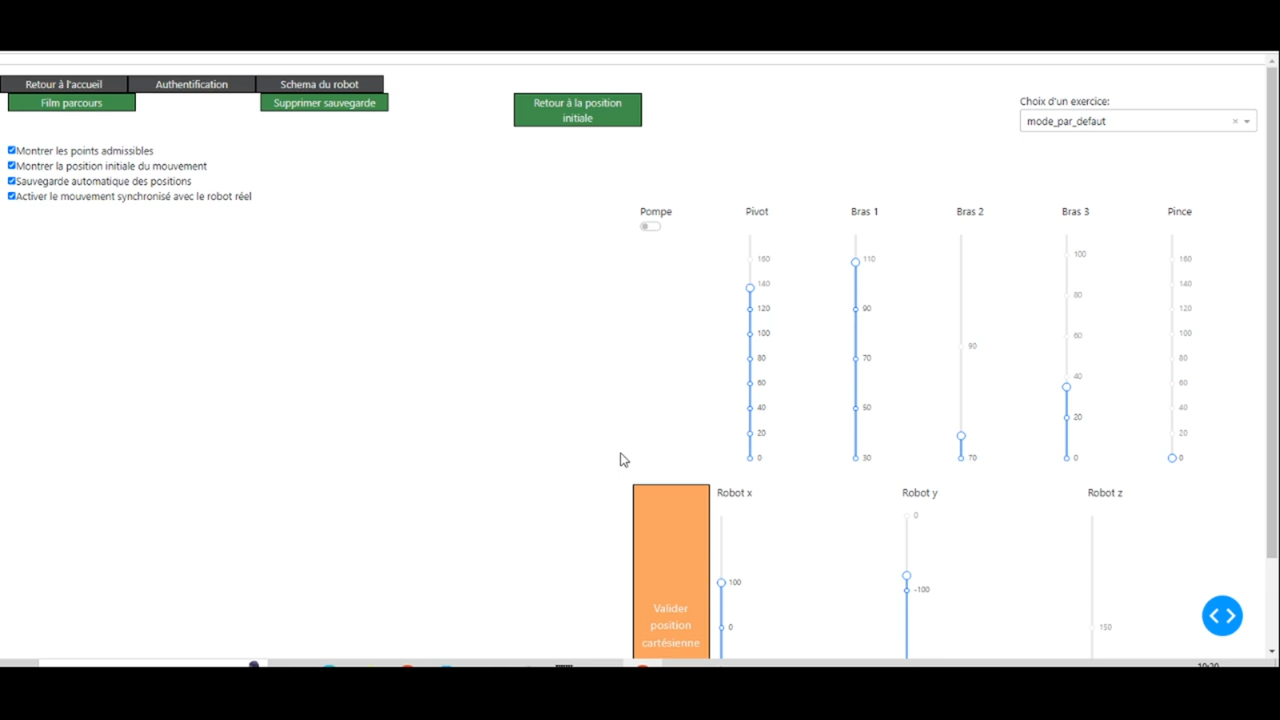 Retour à l'accueil
Authentification
Schema du robot
Film parcours
Supprimer sauvegarde
Retour à la position
initiale
Choix d'un exercice:
mode_par_defaut
Montrer les points admissibles
Montrer la position initiale du mouvement
Sauvegarde automatique des positions
Activer le mouvement synchronisé avec le robot réel
Pompe
Pivot
160
140
120
100
80
60
40
20
0
Bras 1
110
90
70
50
30
Bras 2
90
70
Bras 3
100
80
60
40
20
0
Pince
160
140
120
100
80
60
40
20
0
Valider
position
cartésienne
Robot x
100
0
Robot y
0
-100
Robot z
150